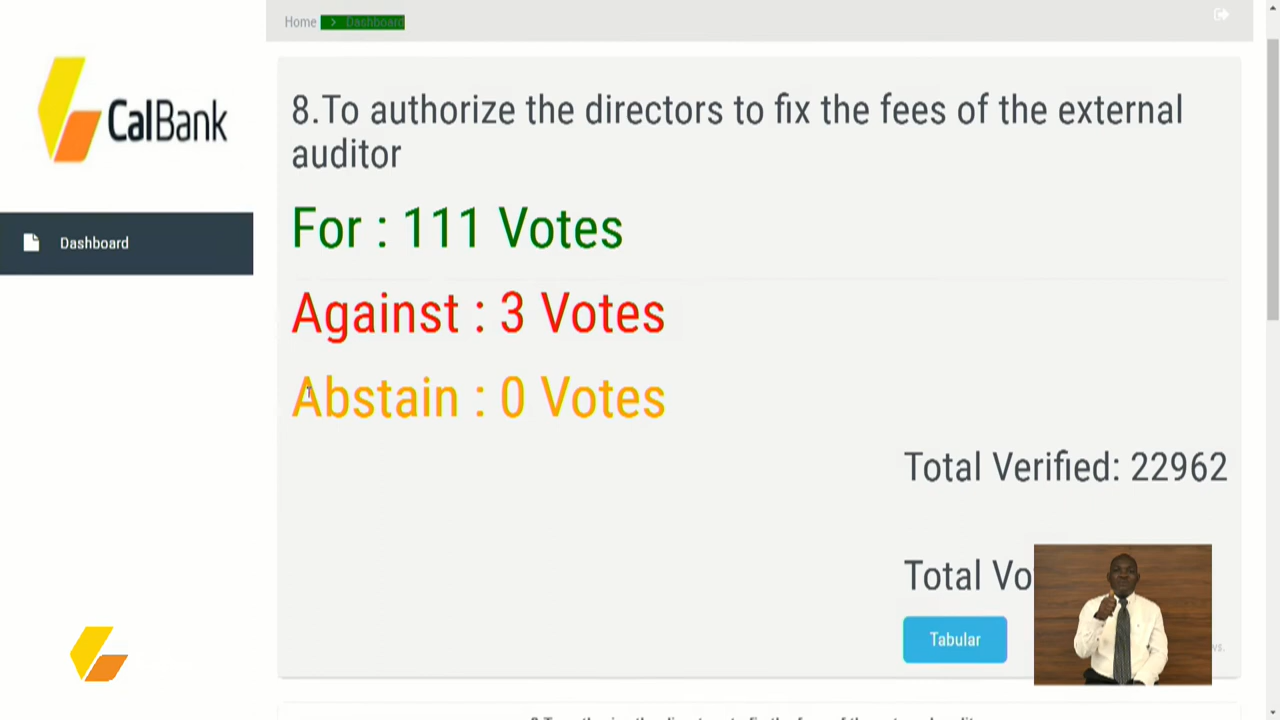 Home > Dashboard
CalBank
Dashboard
8.To authorize the directors to fix the fees of the external
auditor
For : 111 Votes
Against : 3 Votes
Abstain : 0 Votes
Total Verified: 22962
Total Vo
Tabular